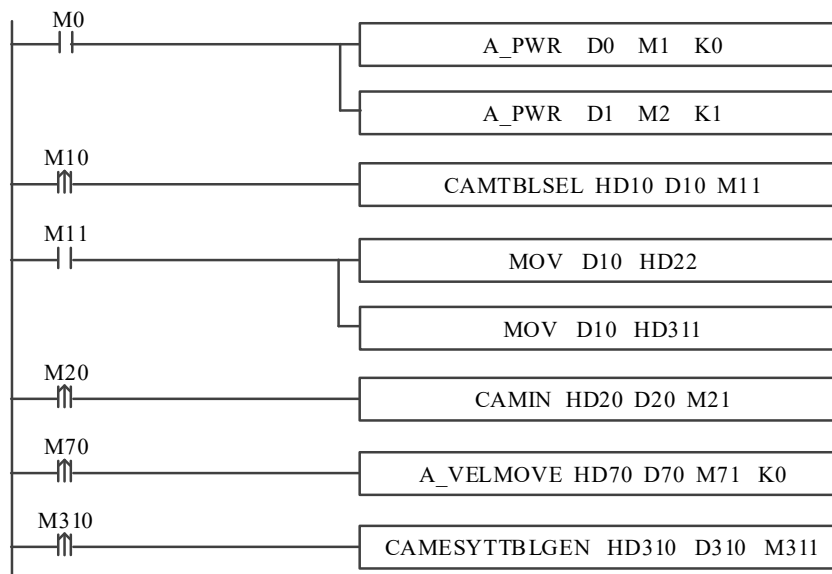 M0
A_PWR D0 M1 K0
A_PWR D1 M2 K1
M10
CAMTBLSEL HD10 D10 M11
M11
MOV D10 HD22
MOV D10 HD311
M20
CAMIN HD20 D20 M21
M70
A_VELMOVE HD70 D70 M71 K0
M310
CAMESYTTBLGEN HD310 D310 M311